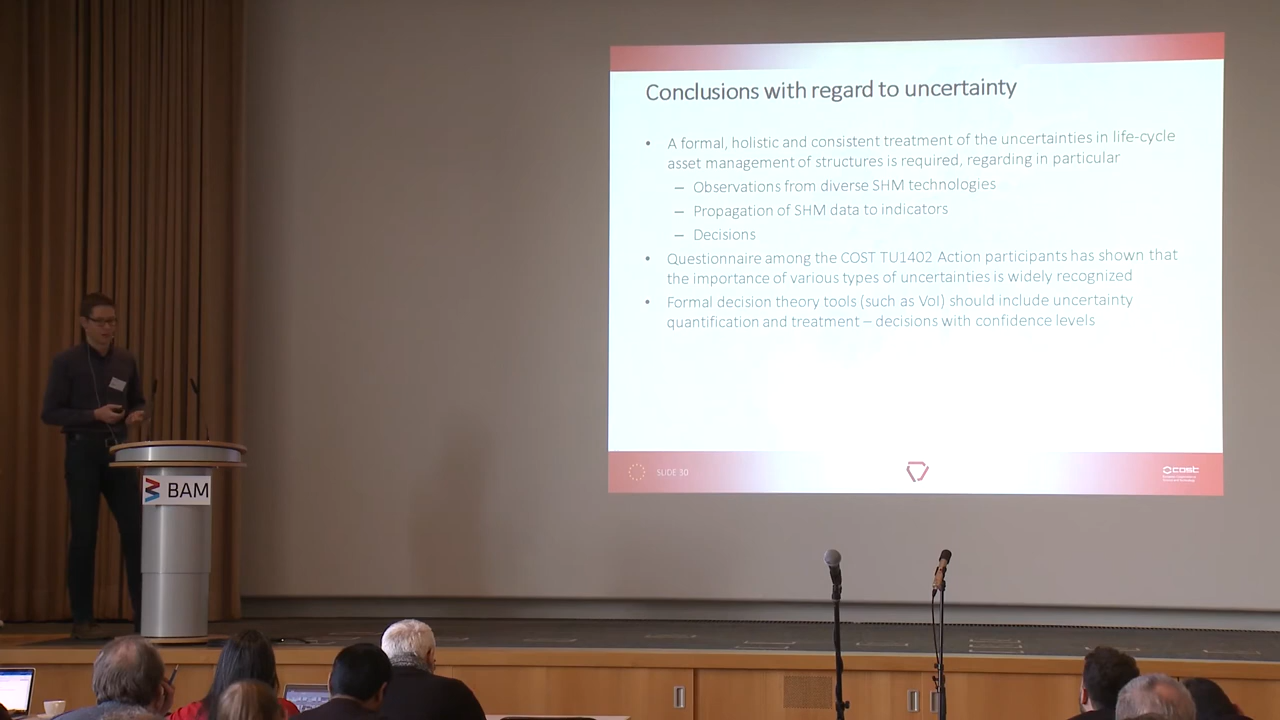 Conclusions with regard to uncertainty
• A formal, holistic and consistent treatment of the uncertainties in life-cycle
asset management of structures is required, regarding in particular
– Observations from diverse SHM technologies
– Propagation of SHM data to indicators
– Decisions
• Questionnaire among the COST TU1402 Action participants has shown that
the importance of various types of uncertainties is widely recognized
• Formal decision theory tools (such as VoI) should include uncertainty
quantification and treatment – decisions with confidence levels
SLIDE 30
cost
BAM